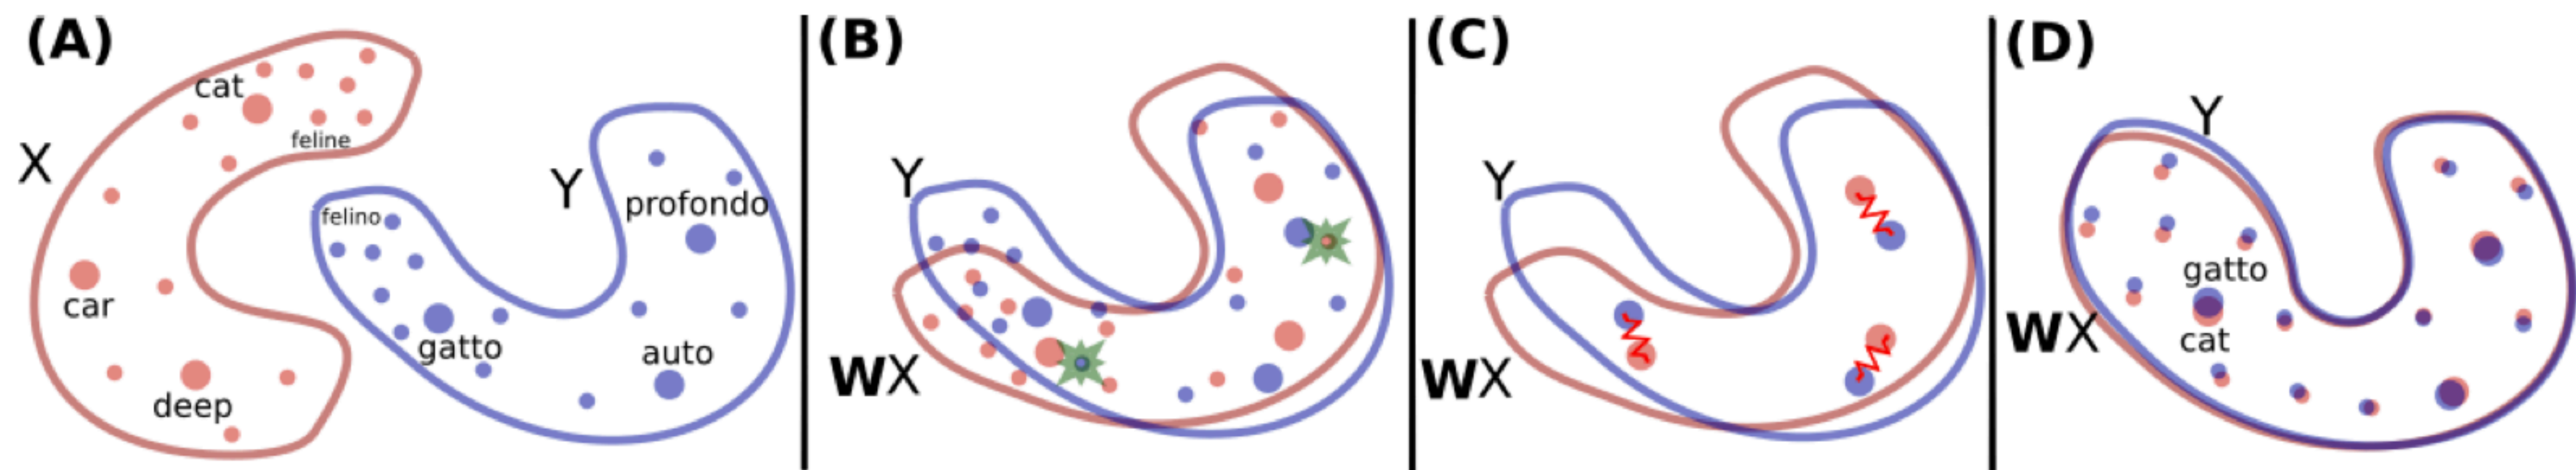 (A)
cat
feline
X
car
deep
Y
felino
profondo
gatto
auto
(B)
Y
WX
(C)
Y
WX
(D)
Y
gatto
cat
WX